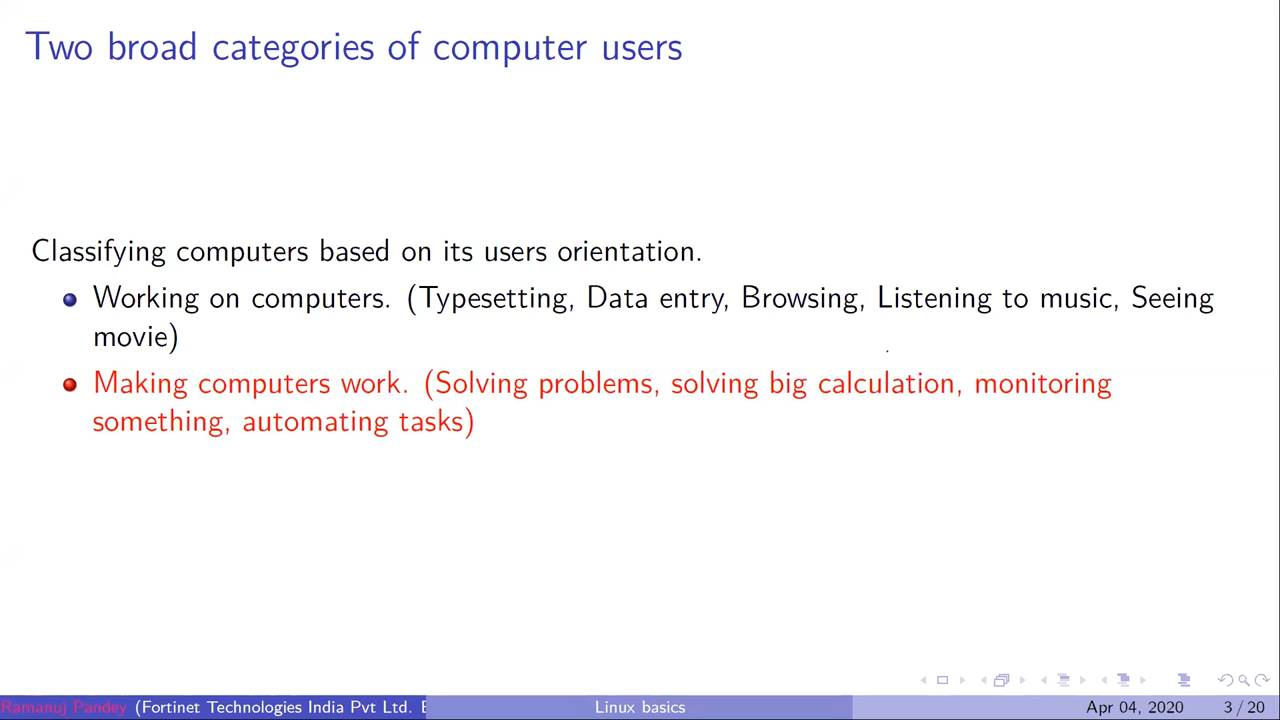 Two broad categories of computer users
Classifying computers based on its users orientation.
Working on computers. (Typesetting, Data entry, Browsing, Listening to music, Seeing
movie)
Making computers work. (Solving problems, solving big calculation, monitoring
something, automating tasks)
Ramanuj Pandey (Fortinet Technologies India Pvt Ltd. Linux basics Apr 04, 2020 3 / 20